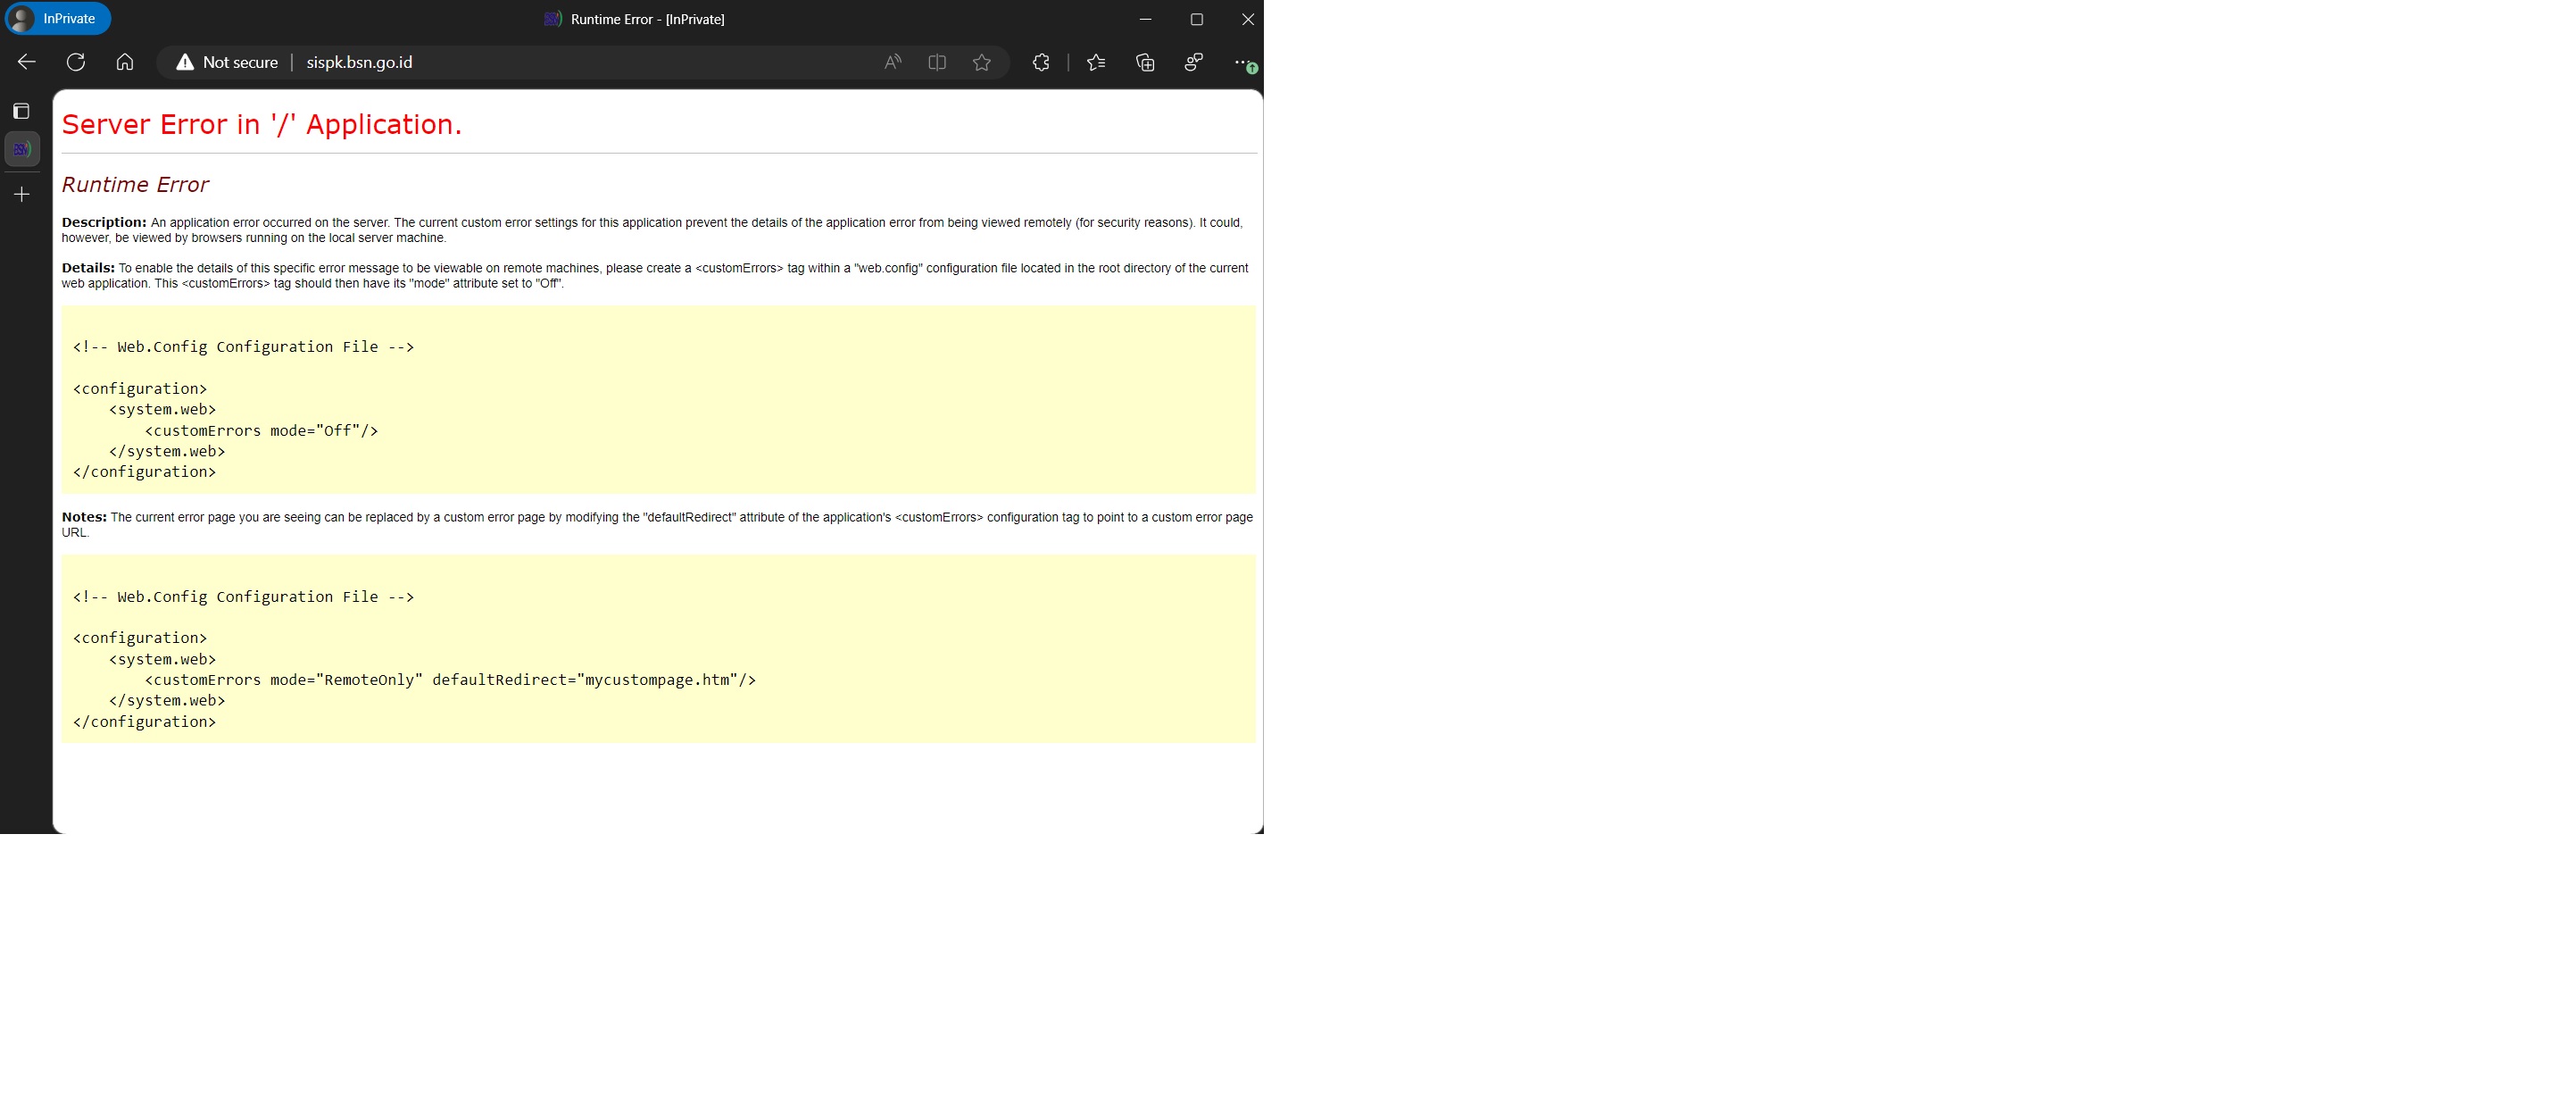 InPrivate
Runtime Error - [InPrivate]
Not secure | sispk.bsn.go.id
Server Error in '/' Application.
Runtime Error
Description: An application error occurred on the server. The current custom error settings for this application prevent the details of the application error from being viewed remotely (for security reasons). It could,
however, be viewed by browsers running on the local server machine.
Details: To enable the details of this specific error message to be viewable on remote machines, please create a <customErrors> tag within a "web.config" configuration file located in the root directory of the current
web application. This <customErrors> tag should then have its "mode" attribute set to "Off".
<!-- Web.Config Configuration File -->
<configuration>
    <system.web>
        <customErrors mode="Off"/>
    </system.web>
</configuration>
Notes: The current error page you are seeing can be replaced by a custom error page by modifying the "defaultRedirect" attribute of the application's <customErrors> configuration tag to point to a custom error page
URL.
<!-- Web.Config Configuration File -->
<configuration>
    <system.web>
        <customErrors mode="RemoteOnly" defaultRedirect="mycustompage.htm"/>
    </system.web>
</configuration>